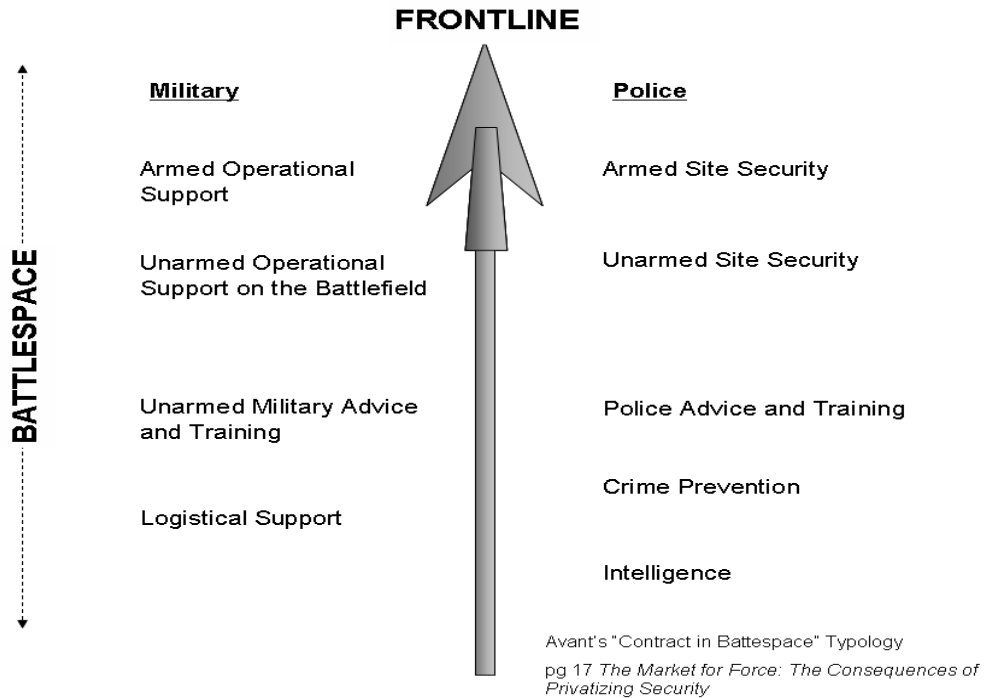 FRONTLINE
BATTLESPACE
Military
Armed Operational
Support
Unarmed Operational
Support on the Battlefield
Unarmed Military Advice
and Training
Logistical Support
Police
Armed Site Security
Unarmed Site Security
Police Advice and Training
Crime Prevention
Intelligence
Avant's "Contract in Battespace" Typology
pg 17 The Market for Force: The Consequences of
Privatizing Security